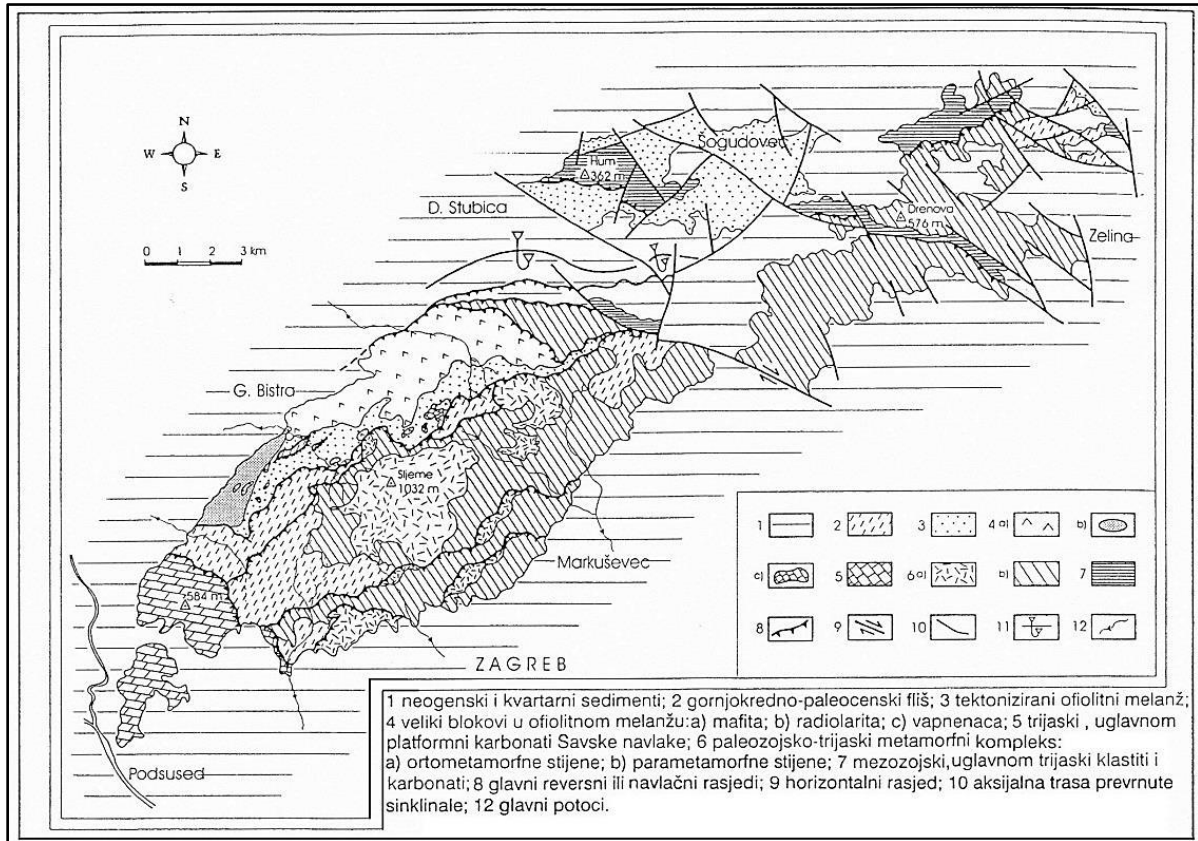 N
W E
S
0 1 2 3 km
Šogudovec
Hum
362 m
D. Stubica
Drenova
576 m
Zelina
G. Bistra
Sljeme
1032 m
Markuševec
584 m
ZAGREB
Podsused
1 2 3 4 a) b)
c) 5 6 a) b) 7
8 9 10 11 12
1 neogenski i kvartarni sedimenti; 2 gornjokredno-paleocenski fliš; 3 tektonizirani ofiolitni melanž;
4 veliki blokovi u ofiolitnom melanžu:a) mafita; b) radiolarita; c) vapnenaca; 5 trijaski , uglavnom
platformni karbonati Savske navlake; 6 paleozojsko-trijaski metamorfni kompleks:
a) ortometamorfne stijene; b) parametamorfne stijene; 7 mezozojski,uglavnom trijaski klastiti i
karbonati; 8 glavni reversni ili navlačni rasjedi; 9 horizontalni rasjed; 10 aksijalna trasa prevrnute
sinklinale; 12 glavni potoci.